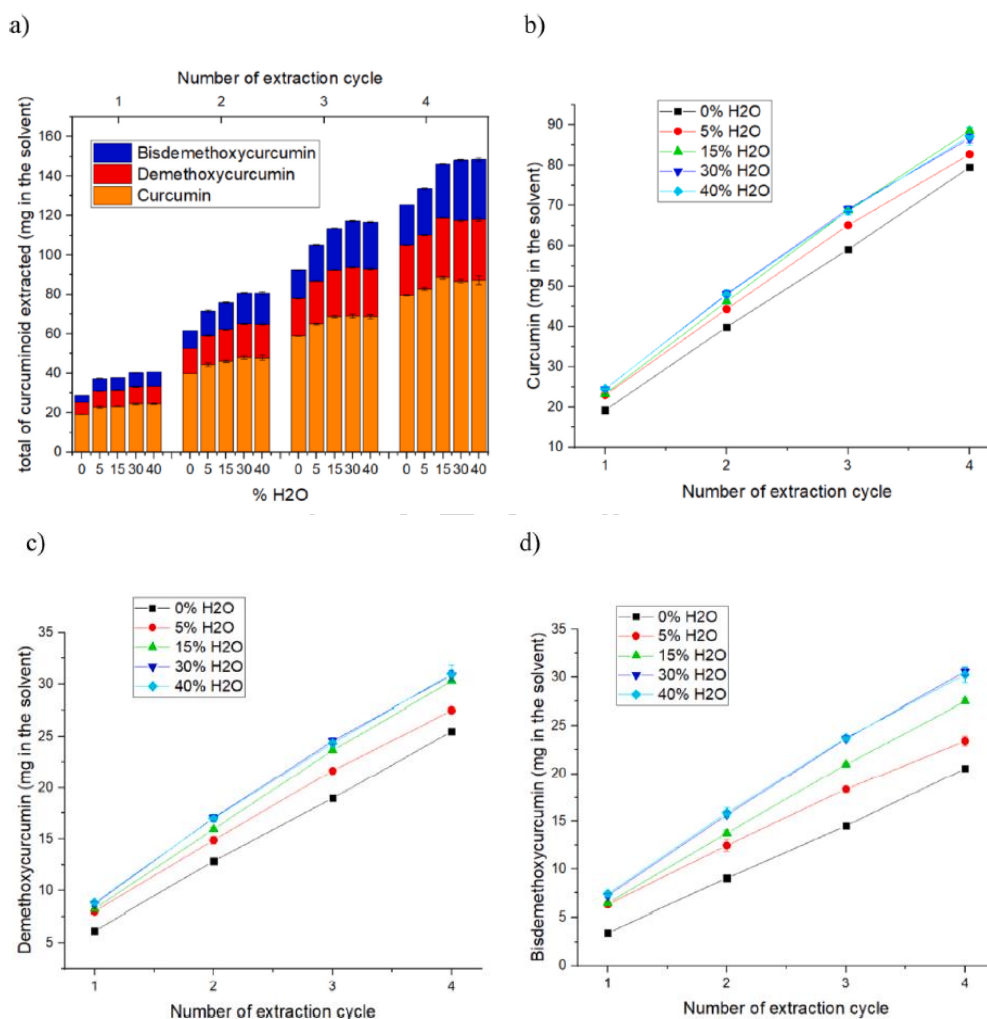 a)
Number of extraction cycle
1 2 3 4
160
140
120
100
80
60
40
20
0
total of curcuminoid extracted (mg in the solvent)
Bisdemethoxycurcumin
Demethoxycurcumin
Curcumin
0 5 15 30 40 0 5 15 30 40 0 5 15 30 40 0 5 15 30 40
% H2O
b)
90
80
70
60
50
40
30
20
10
Curcumin (mg in the solvent)
0% H2O
5% H2O
15% H2O
30% H2O
40% H2O
1 2 3 4
Number of extraction cycle
c)
35
30
25
20
15
10
5
Demethoxycurcumin (mg in the solvent)
0% H2O
5% H2O
15% H2O
30% H2O
40% H2O
1 2 3 4
Number of extraction cycle
d)
35
30
25
20
15
10
5
0
Bisdemethoxycurcumin (mg in the solvent)
0% H2O
5% H2O
15% H2O
30% H2O
40% H2O
1 2 3 4
Number of extraction cycle